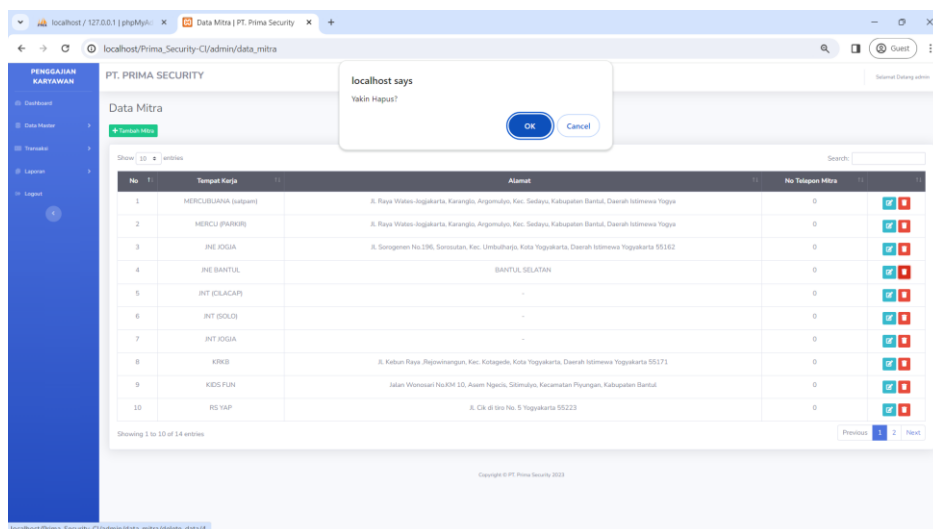 localhost / 127.0.0.1 | phpMyAd
Data Mitra | PT. Prima Security
localhost/Prima_Security-CI/admin/data_mitra
Guest
PENGGAJIAN
KARYAWAN
PT. PRIMA SECURITY
Selamat Datang admin
localhost says
Yakin Hapus?
OK
Cancel
Dashboard
Data Master
Transaksi
Laporan
Logout
Data Mitra
+ Tambah Mitra
Show 10 entries
Search:
No Tempat Kerja Alamat No Telepon Mitra
1 MERCUBUANA (satpam) Jl. Raya Wates-Jogjakarta, Karanglo, Argomulyo, Kec. Sedayu, Kabupaten Bantul, Daerah Istimewa Yogya 0
2 MERCU (PARKIR) Jl. Raya Wates-Jogjakarta, Karanglo, Argomulyo, Kec. Sedayu, Kabupaten Bantul, Daerah Istimewa Yogya 0
3 JNE JOGJA Jl. Sorogenen No.196, Sorosutan, Kec. Umbulharjo, Kota Yogyakarta, Daerah Istimewa Yogyakarta 55162 0
4 JNE BANTUL BANTUL SELATAN 0
5 JNT (CILACAP) - 0
6 JNT (SOLO) - 0
7 JNT JOGJA - 0
8 KRKB Jl. Kebun Raya ,Rejowinangun, Kec. Kotagede, Kota Yogyakarta, Daerah Istimewa Yogyakarta 55171 0
9 KIDS FUN Jalan Wonosari No.KM 10, Asem Ngecis, Sitimulyo, Kecamatan Piyungan, Kabupaten Bantul 0
10 RS YAP Jl. Cik di tiro No. 5 Yogyakarta 55223 0
Showing 1 to 10 of 14 entries
Previous 1 2 Next
Copyright © PT. Prima Security 2023
localhost/Prima_Security-CI/admin/data_mitra/delete_data/4